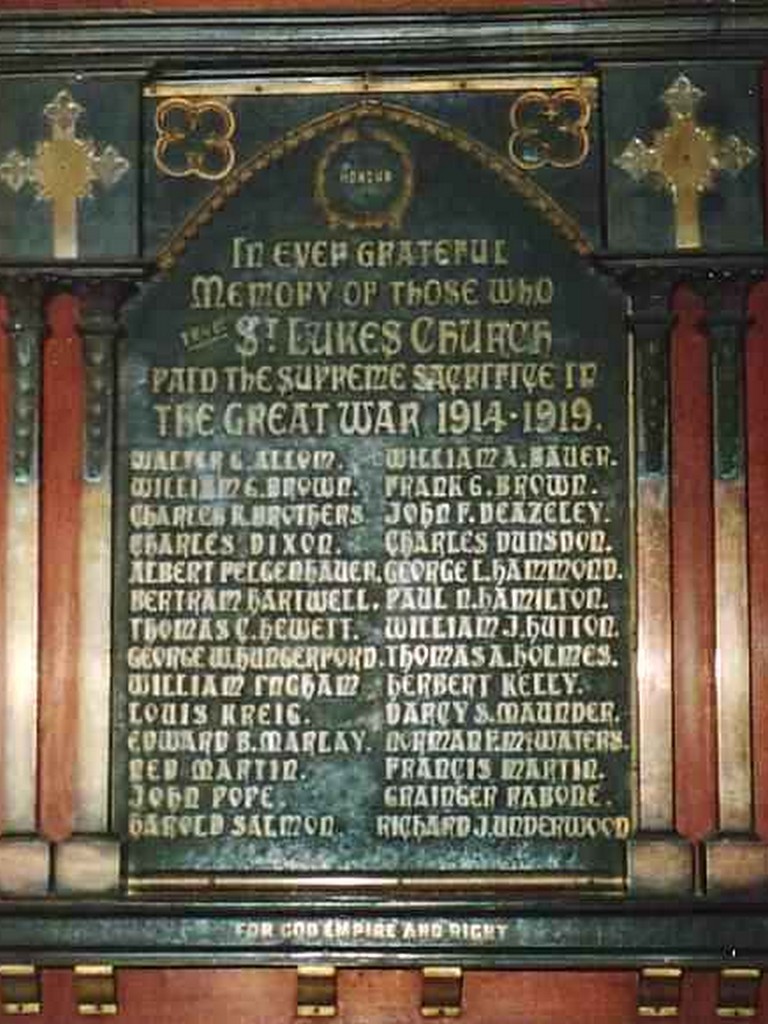 HONOUR
IN EVER GRATEFUL
MEMORY OF THOSE WHO
FROM ST LUKES CHURCH
PAID THE SUPREME SACRIFICE IN
THE GREAT WAR 1914-1919.
WALTER G. ALLOM. WILLIAM A. BAUER.
WILLIAM G. BROWN. FRANK G. BROWN.
CHARLES R. BROTHERS JOHN F. DEAZELEY.
CHARLES DIXON. CHARLES DUNSDON.
ALBERT FELGENHAUER. GEORGE L. HAMMOND.
BERTRAM HARTWELL. PAUL N. HAMILTON.
THOMAS C. HEWETT. WILLIAM J. HUTTON.
GEORGE W. HUNGERFORD. THOMAS A. HOLMES.
WILLIAM INGHAM HERBERT KELLY.
LOUIS KREIG. DARCY S. MAUNDER.
EDWARD B. MARLAY. NORMAN F. MCWATERS.
NED MARTIN. FRANCIS MARTIN.
JOHN POPE. GRAINGER RABONE.
HAROLD SALMON. RICHARD J. UNDERWOOD
FOR GOD EMPIRE AND RIGHT